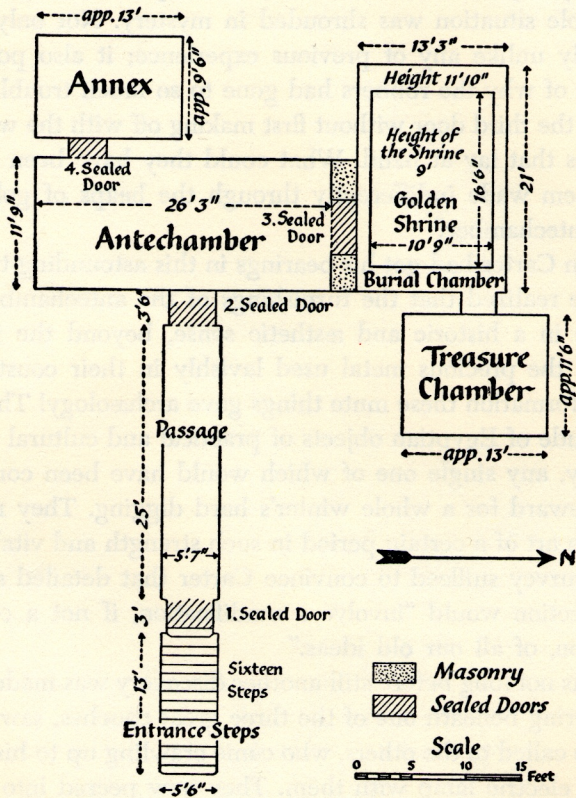 app. 13'
Annex
app. 9'6"
4. Sealed
Door
11'9"
26'3"
Antechamber
3. Sealed
Door
13'3"
Height 11'10"
Height of
the Shrine
9'
16'6"
21'
Golden
Shrine
10'9"
Burial Chamber
3'6"
2. Sealed Door
Treasure
Chamber
app. 11'6"
app. 13'
Passage
25'
5'7"
N
3'
1. Sealed Door
13'
Sixteen
Steps
Entrance Steps
5'6"
Masonry
Sealed Doors
Scale
0 5 10 15
Feet